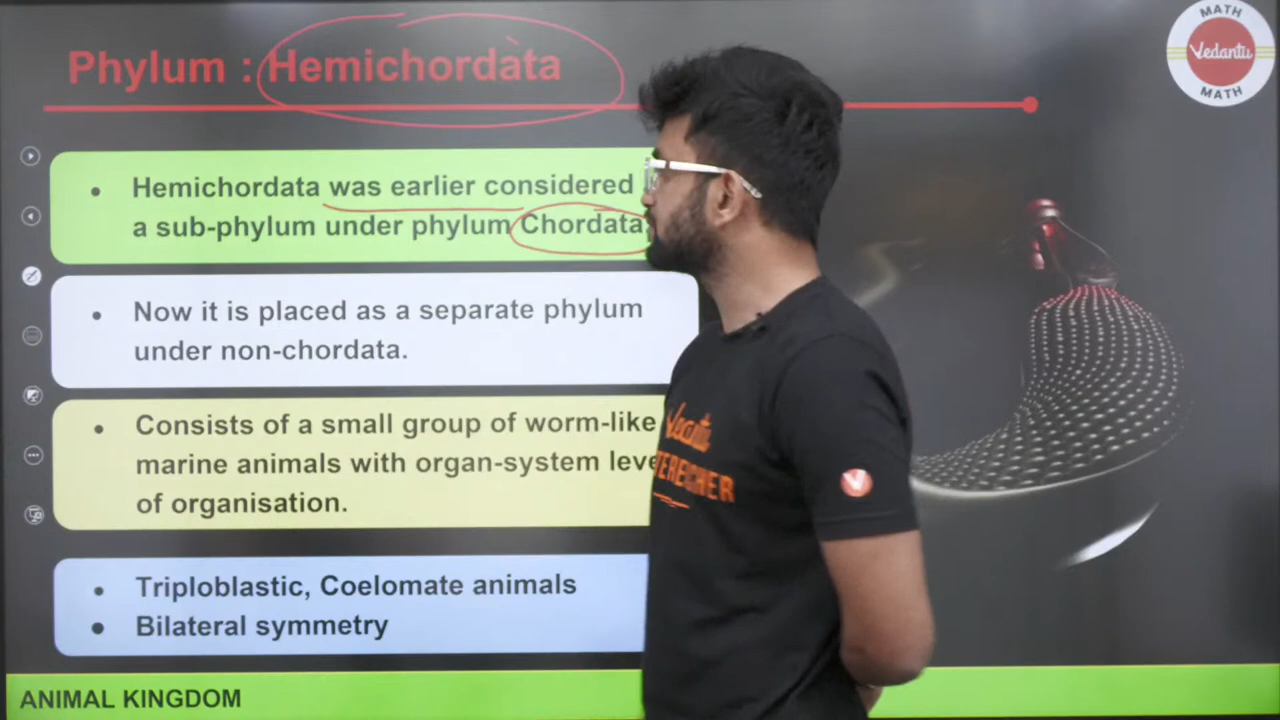 Phylum : Hemichordata
MATH
Vedantu
MATH
• Hemichordata was earlier considered
a sub-phylum under phylum Chordata
• Now it is placed as a separate phylum
under non-chordata.
• Consists of a small group of worm-like
marine animals with organ-system leve
of organisation.
• Triploblastic, Coelomate animals
• Bilateral symmetry
Vedantu
V
ANIMAL KINGDOM